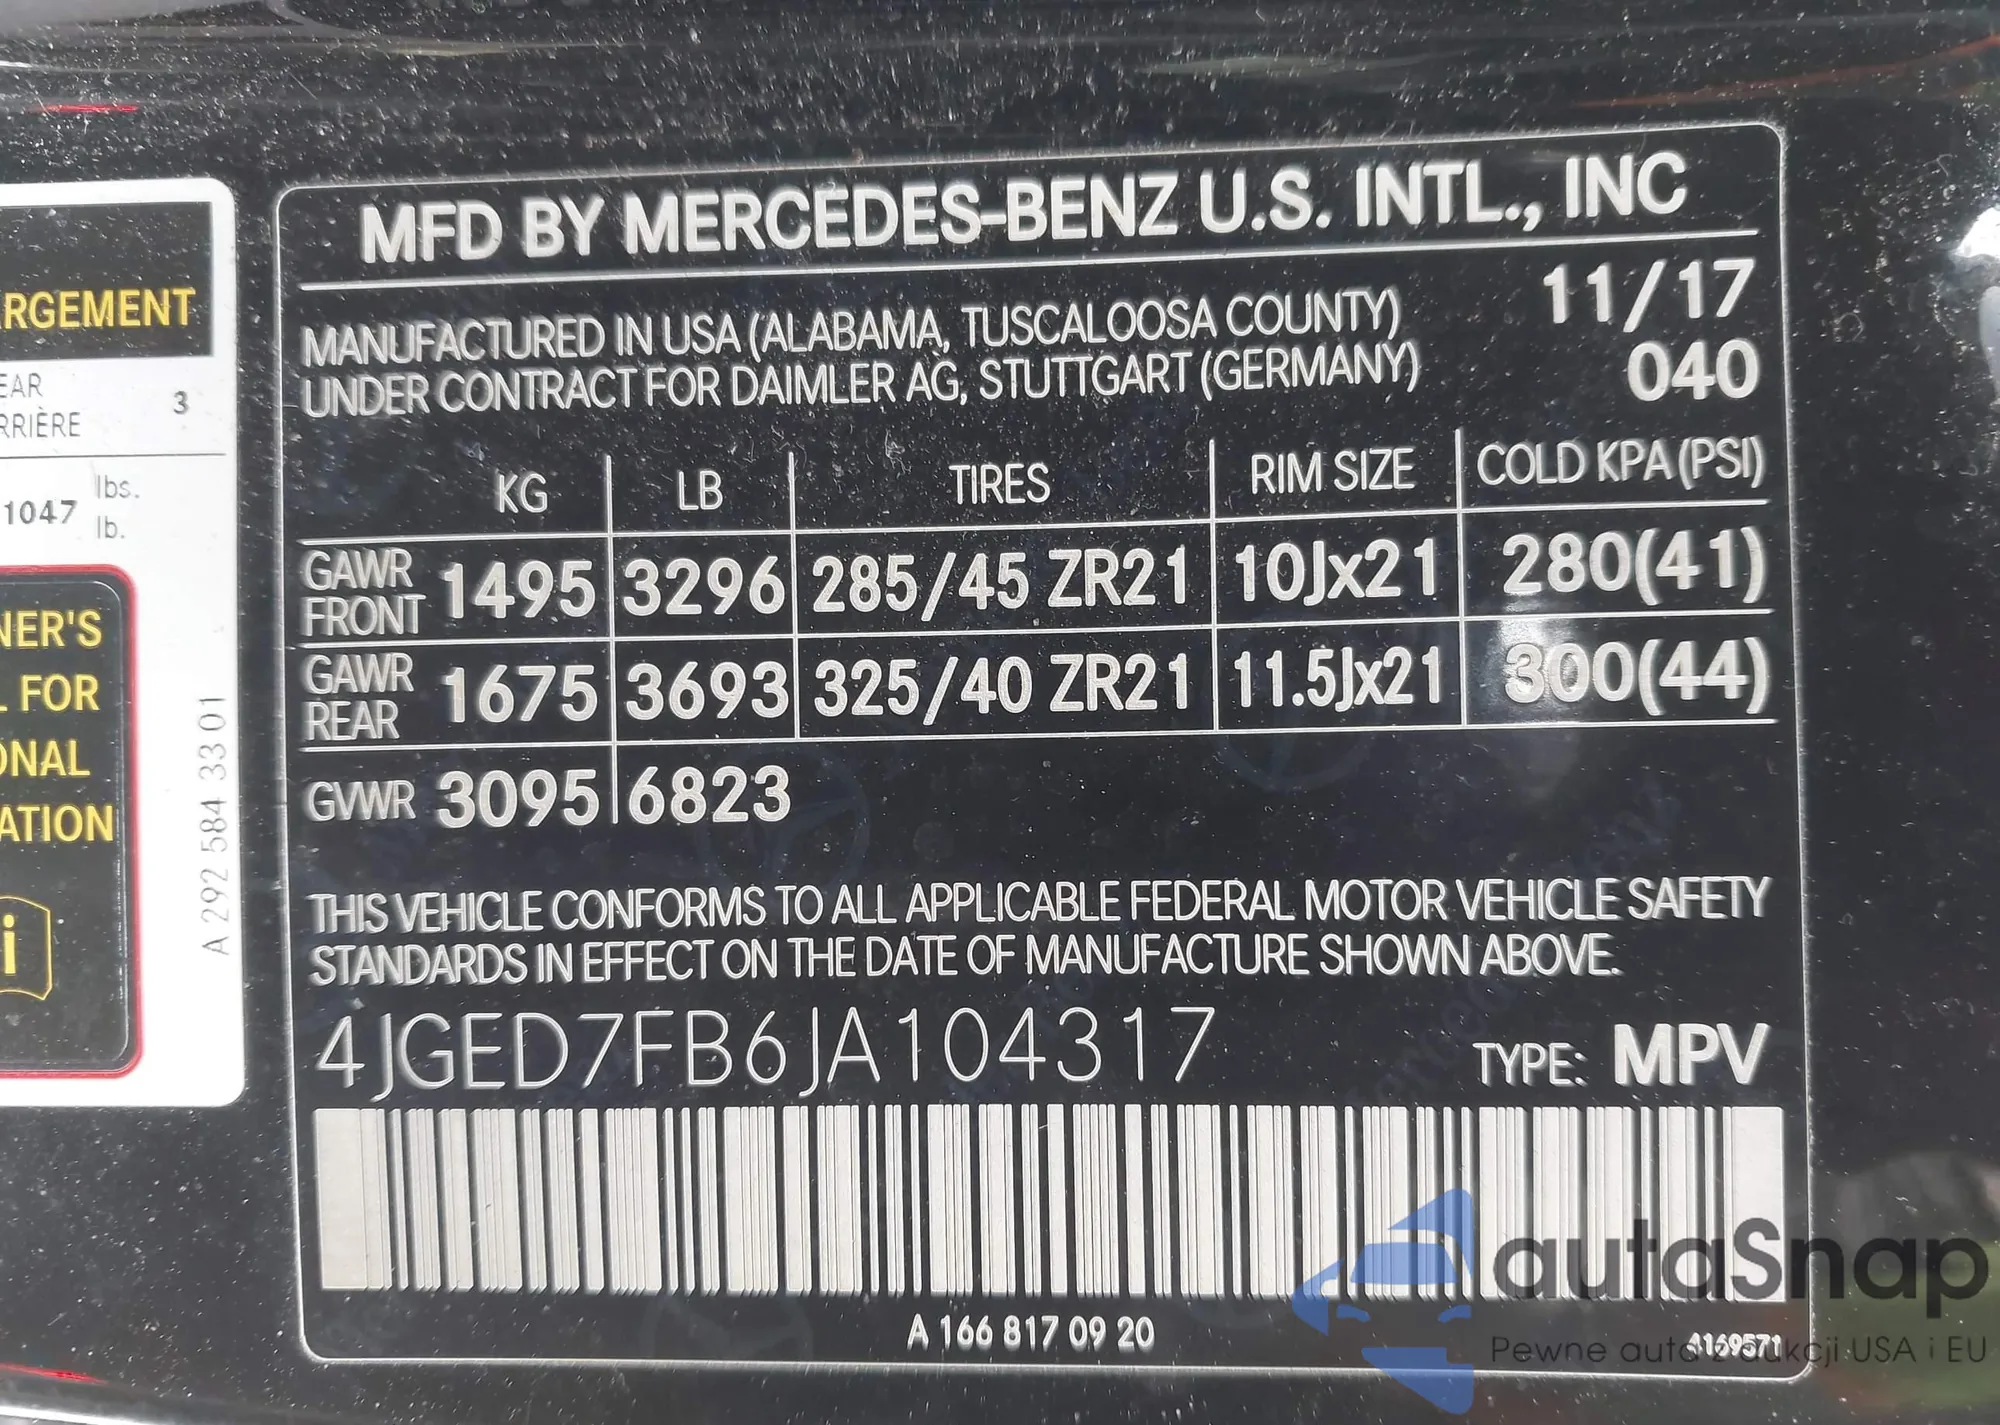 MFD BY MERCEDES-BENZ U.S. INTL., INC
MANUFACTURED IN USA (ALABAMA, TUSCALOOSA COUNTY) 11/17
UNDER CONTRACT FOR DAIMLER AG, STUTTGART (GERMANY) 040
KG LB TIRES RIM SIZE COLD KPA (PSI)
GAWR FRONT 1495 3296 285/45 ZR21 10Jx21 280(41)
GAWR REAR 1675 3693 325/40 ZR21 11.5Jx21 300(44)
GVWR 3095 6823
THIS VEHICLE CONFORMS TO ALL APPLICABLE FEDERAL MOTOR VEHICLE SAFETY
STANDARDS IN EFFECT ON THE DATE OF MANUFACTURE SHOWN ABOVE.
4JGED7FB6JA104317 TYPE: MPV
A 166 817 09 20
4169571
ARGEMENT
EAR 3
RRIÈRE
1047 lbs.
lb.
NER'S
L FOR
ONAL
ATION
i
A 292 584 33 01
autaSnap
Pewne auta z aukcji USA i EU